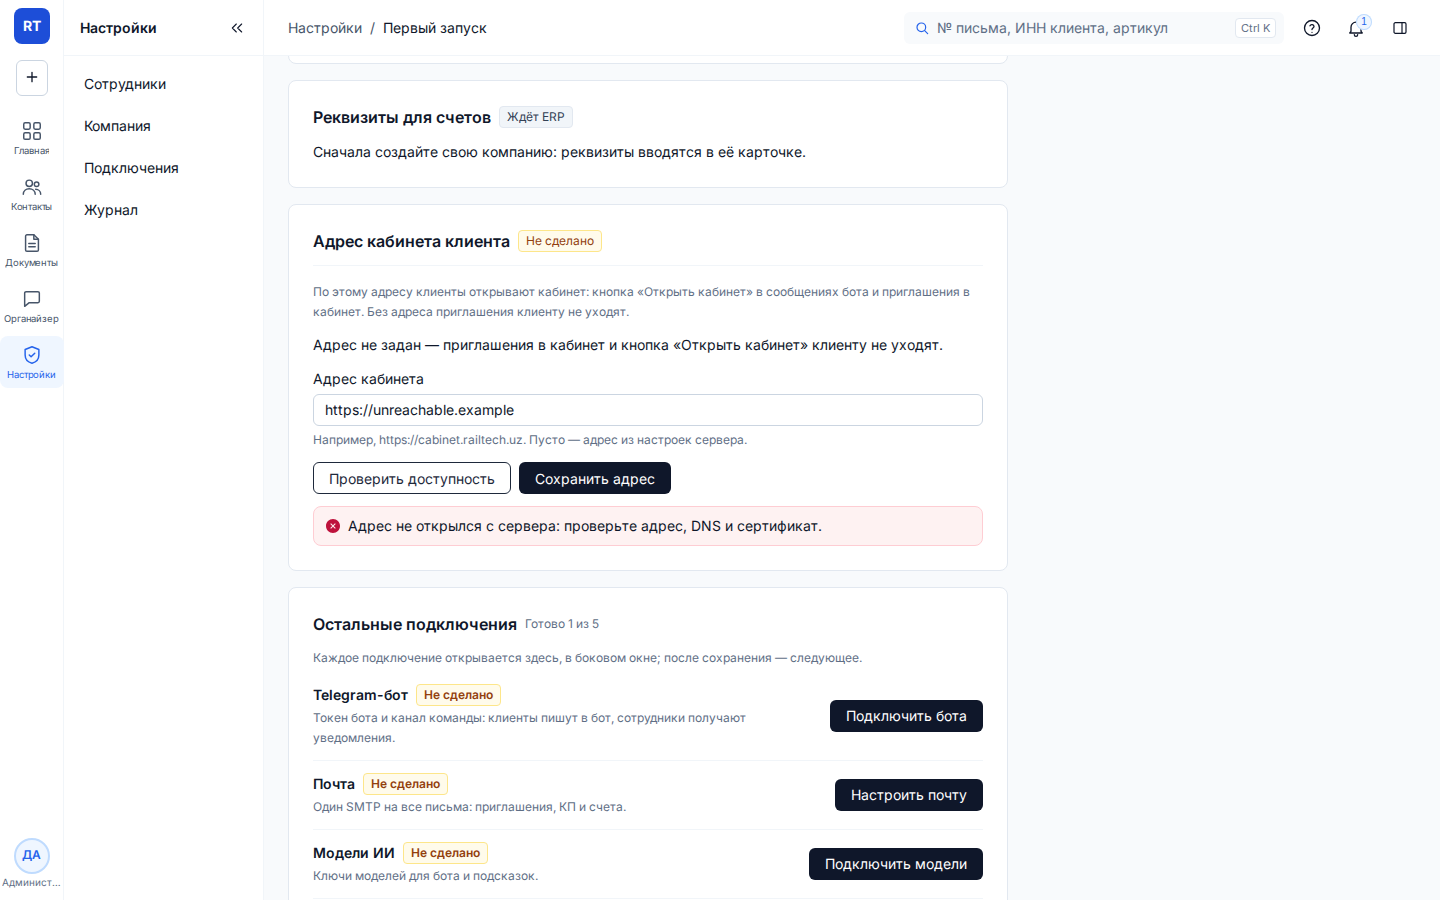 RT
Настройки
Настройки / Первый запуск
№ письма, ИНН клиента, артикул
Ctrl K
1
Главная
Контакты
Документы
Органайзер
Настройки
ДА
Админист...
Сотрудники
Компания
Подключения
Журнал
Реквизиты для счетов
Ждёт ERP
Сначала создайте свою компанию: реквизиты вводятся в её карточке.
Адрес кабинета клиента
Не сделано
По этому адресу клиенты открывают кабинет: кнопка «Открыть кабинет» в сообщениях бота и приглашения в
кабинет. Без адреса приглашения клиенту не уходят.
Адрес не задан — приглашения в кабинет и кнопка «Открыть кабинет» клиенту не уходят.
Адрес кабинета
https://unreachable.example
Например, https://cabinet.railtech.uz. Пусто — адрес из настроек сервера.
Проверить доступность
Сохранить адрес
Адрес не открылся с сервера: проверьте адрес, DNS и сертификат.
Остальные подключения
Готово 1 из 5
Каждое подключение открывается здесь, в боковом окне; после сохранения — следующее.
Telegram-бот
Не сделано
Токен бота и канал команды: клиенты пишут в бот, сотрудники получают
уведомления.
Подключить бота
Почта
Не сделано
Один SMTP на все письма: приглашения, КП и счета.
Настроить почту
Модели ИИ
Не сделано
Ключи моделей для бота и подсказок.
Подключить модели